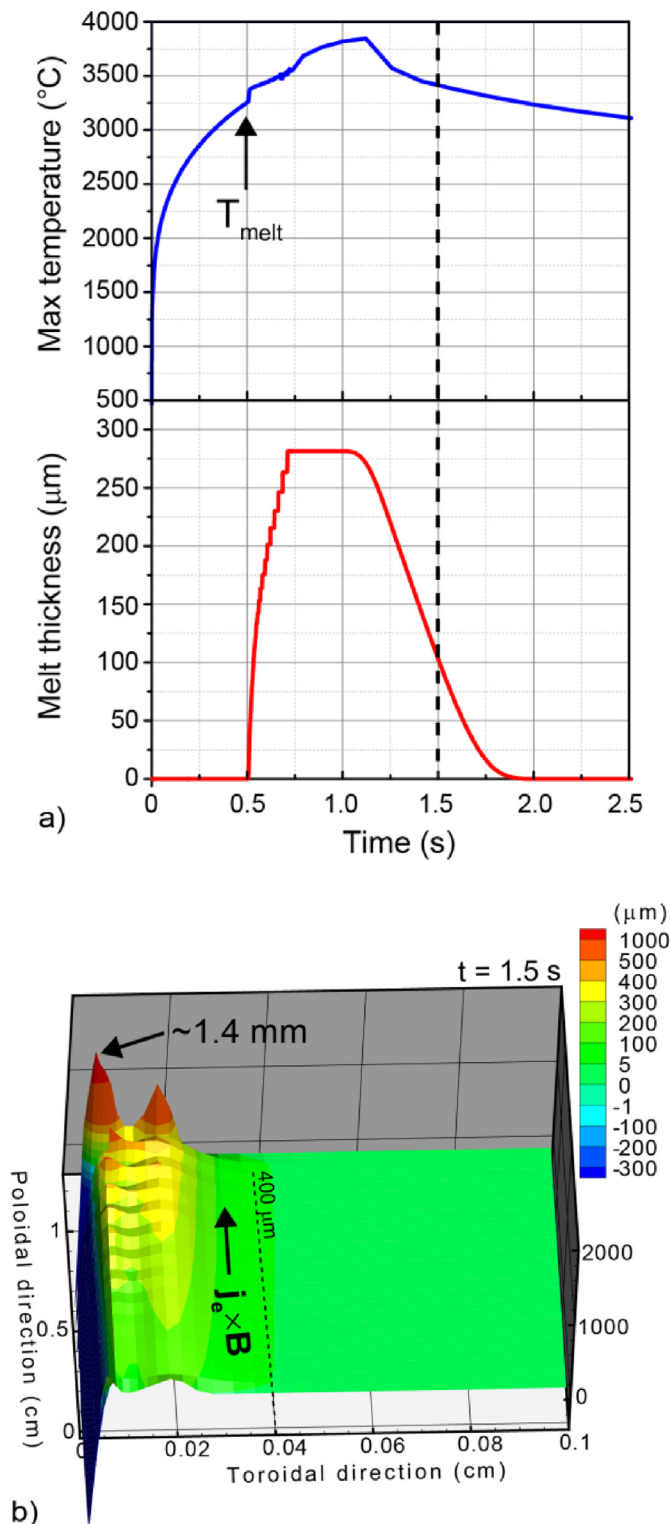 a)
4000
3500
3000
2500
2000
1500
1000
500
Max temperature (°C)
T melt
300
250
200
150
100
50
0
Melt thickness (µm)
0 0.5 1.0 1.5 2.0 2.5
Time (s)
(µm)
t = 1.5 s
1000
500
400
300
200
100
5
0
-1
-100
-200
-300
~1.4 mm
400 µm
j e ×B
Poloidal direction (cm)
1
0.5
0
2000
1000
0
0 0.02 0.04 0.06 0.08 0.1
Toroidal direction (cm)
b)